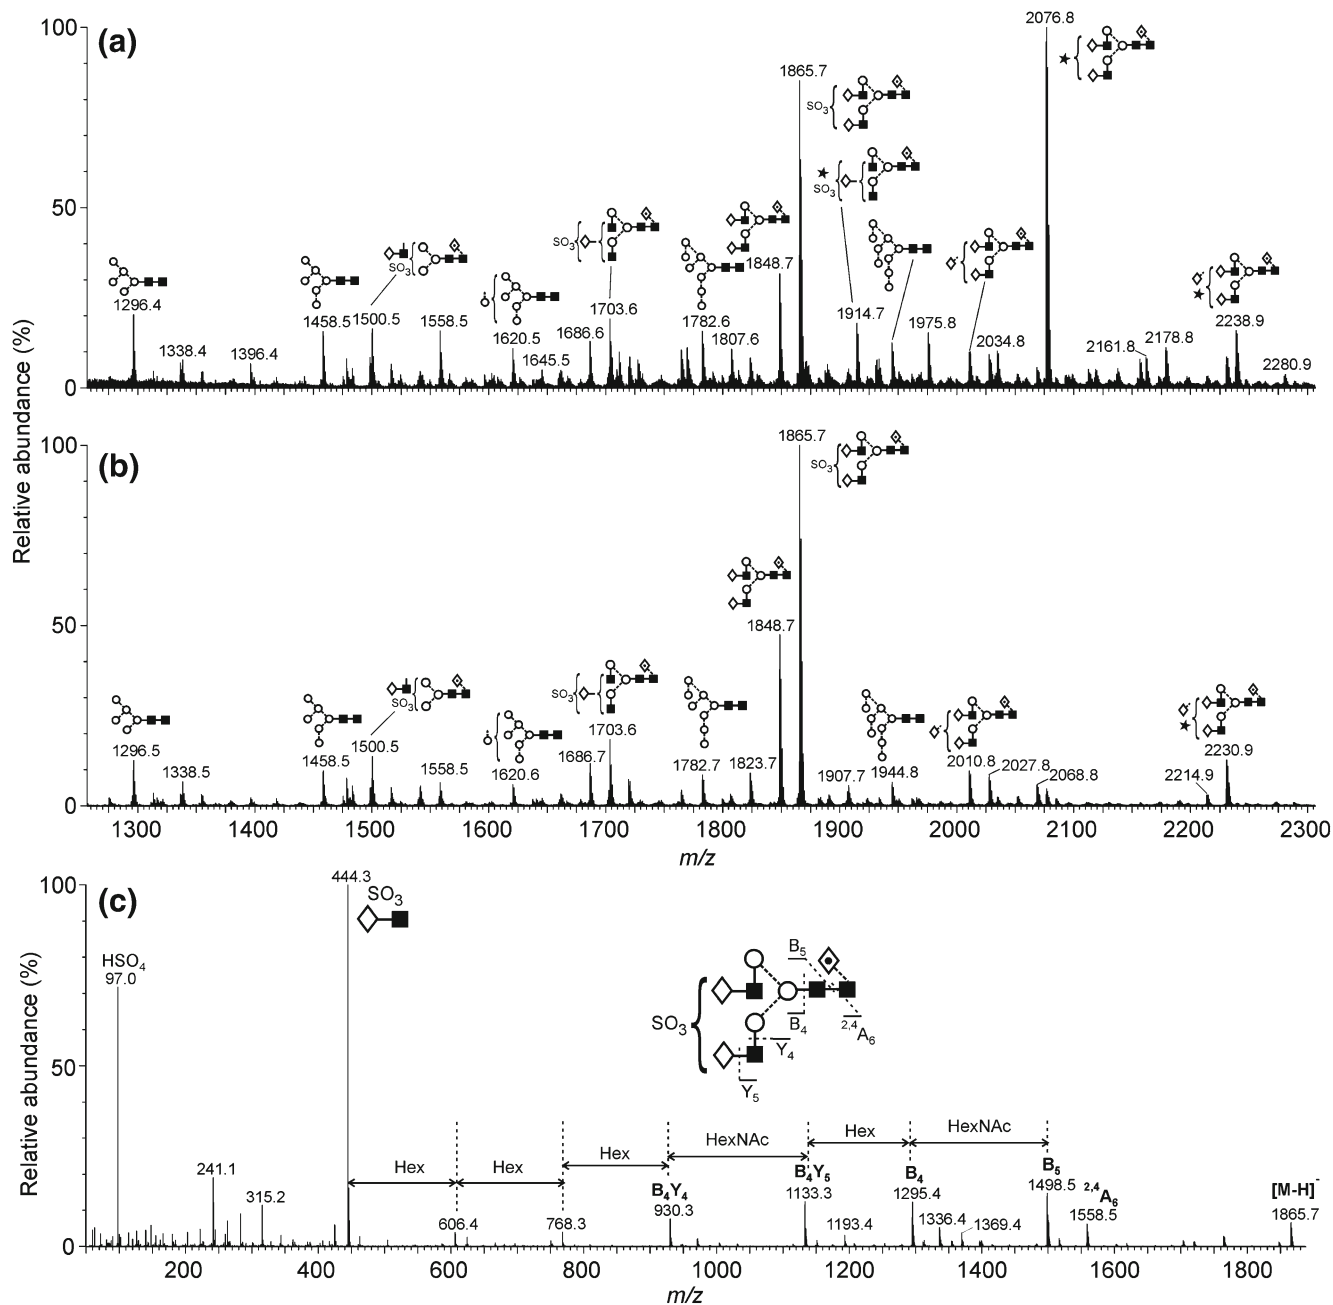 (a)
100
50
0
Relative abundance (%)
2076.8
1865.7
SO3
SO3
1914.7
SO3
1848.7
SO3
1296.4
1338.4
1396.4
1458.5
1500.5
1558.5
1620.5
1645.5
1686.6
1703.6
1782.6
1807.6
1975.8
2034.8
2161.8
2178.8
2238.9
2280.9
(b)
100
50
0
1865.7
SO3
1848.7
SO3
SO3
1296.5
1338.5
1458.5
1500.5
1558.5
1620.6
1686.7
1703.6
1782.7
1823.7
1907.7
1944.8
2010.8
2027.8
2068.8
2214.9
2230.9
1300 1400 1500 1600 1700 1800 1900 2000 2100 2200 2300
m/z
(c)
100
50
0
Relative abundance (%)
444.3
SO3
HSO4
97.0
SO3
B5
B4
2,4A6
Y4
Y5
241.1
315.2
Hex
Hex
Hex
HexNAc
Hex
HexNAc
606.4
768.3
B4Y4
930.3
B4Y5
1133.3
1193.4
B4
1295.4
1336.4
1369.4
B5
1498.5
2,4A6
1558.5
[M-H]-
1865.7
200 400 600 800 1000 1200 1400 1600 1800
m/z